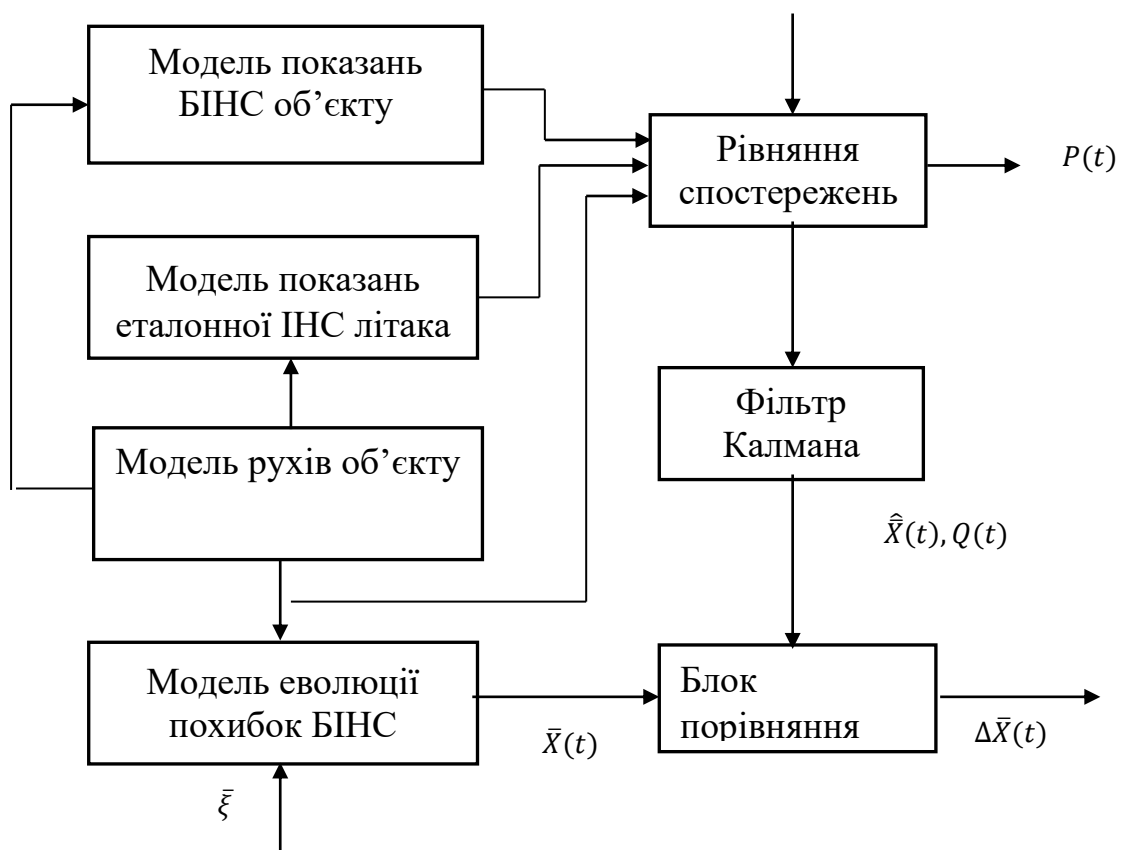 Модель показань
БІНС об’єкту
Рівняння
спостережень
P(t)
Модель показань
еталонної ІНС літака
Фільтр
Калмана
Модель рухів об’єкту
X̂̄(t), Q(t)
Модель еволюції
похибок БІНС
X̄(t)
Блок
порівняння
ΔX̄(t)
ξ̄